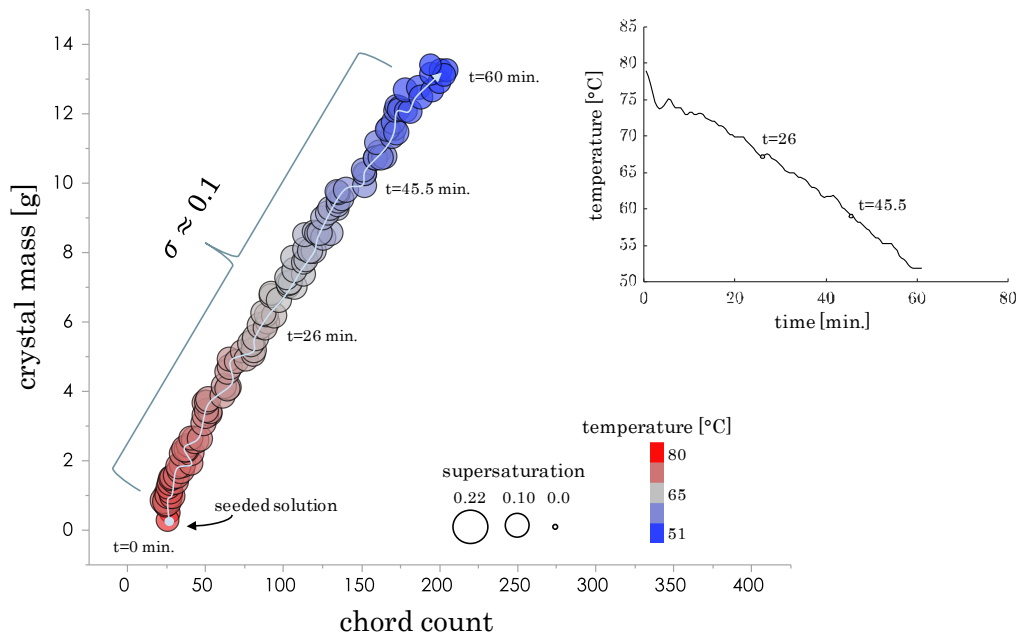 14
12
10
8
6
4
2
0
crystal mass [g]
0
50
100
150
200
250
300
350
400
chord count
σ ≈ 0.1
t=60 min.
t=45.5 min.
t=26 min.
seeded solution
t=0 min.
85
80
75
70
65
60
55
50
temperature [°C]
t=26
t=45.5
0
20
40
60
80
time [min.]
supersaturation
0.22 0.10 0.0
temperature [°C]
80
65
51